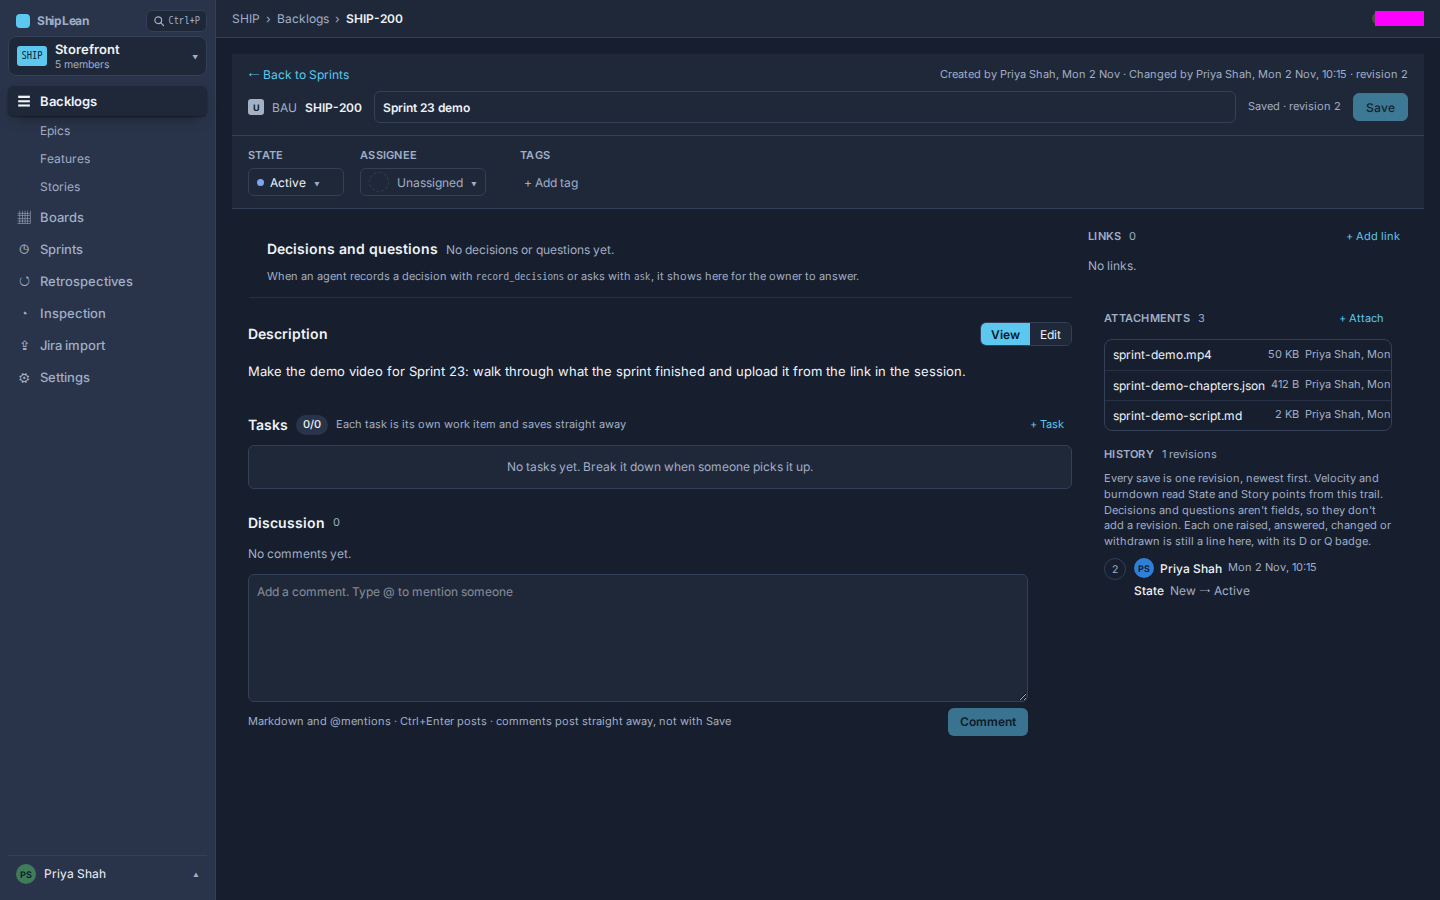 ShipLean
Ctrl+P
SHIP
Storefront
5 members
Backlogs
Epics
Features
Stories
Boards
Sprints
Retrospectives
Inspection
Jira import
Settings
PS Priya Shah
SHIP › Backlogs › SHIP-200
← Back to Sprints
Created by Priya Shah, Mon 2 Nov · Changed by Priya Shah, Mon 2 Nov, 10:15 · revision 2
U BAU SHIP-200 Sprint 23 demo
Saved · revision 2
Save
STATE
ASSIGNEE
TAGS
Active
Unassigned
+ Add tag
Decisions and questions No decisions or questions yet.
When an agent records a decision with record_decisions or asks with ask, it shows here for the owner to answer.
Description
View Edit
Make the demo video for Sprint 23: walk through what the sprint finished and upload it from the link in the session.
Tasks 0/0 Each task is its own work item and saves straight away
+ Task
No tasks yet. Break it down when someone picks it up.
Discussion 0
No comments yet.
Add a comment. Type @ to mention someone
Markdown and @mentions · Ctrl+Enter posts · comments post straight away, not with Save
Comment
LINKS 0
+ Add link
No links.
ATTACHMENTS 3
+ Attach
sprint-demo.mp4 50 KB Priya Shah, Mon
sprint-demo-chapters.json 412 B Priya Shah, Mon
sprint-demo-script.md 2 KB Priya Shah, Mon
HISTORY 1 revisions
Every save is one revision, newest first. Velocity and
burndown read State and Story points from this trail.
Decisions and questions aren't fields, so they don't
add a revision. Each one raised, answered, changed or
withdrawn is still a line here, with its D or Q badge.
2 PS Priya Shah Mon 2 Nov, 10:15
State New → Active